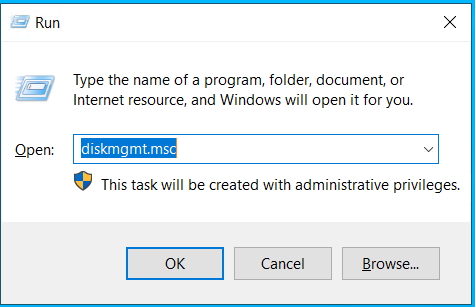 Run
Type the name of a program, folder, document, or
Internet resource, and Windows will open it for you.
Open: diskmgmt.msc
This task will be created with administrative privileges.
OK Cancel Browse...